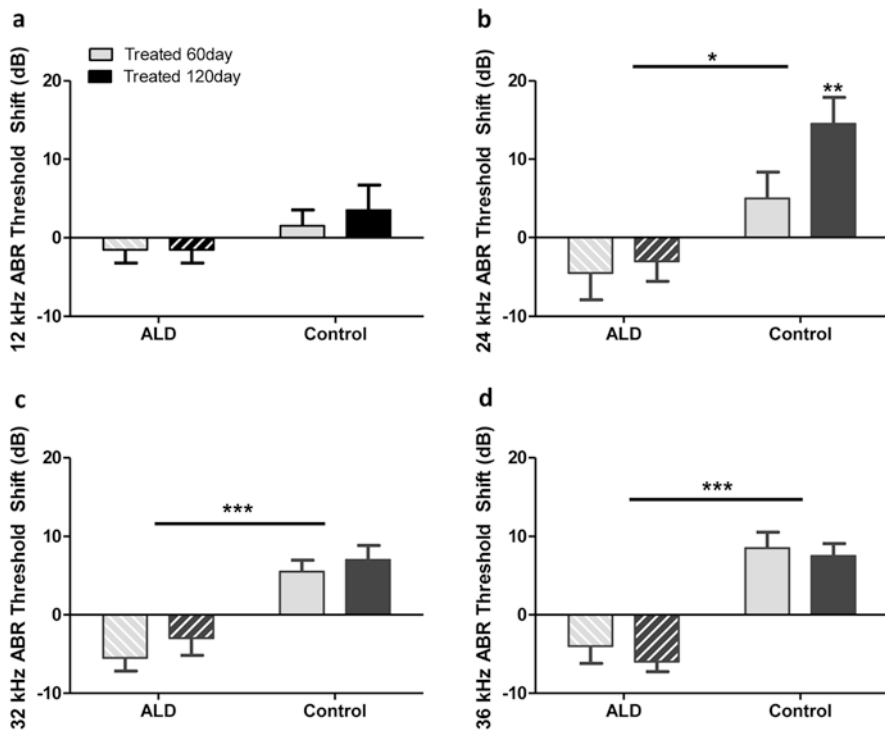 a
Treated 60day
Treated 120day
12 kHz ABR Threshold Shift (dB)
20
10
0
-10
ALD
Control
b
24 kHz ABR Threshold Shift (dB)
20
10
0
-10
*
**
ALD
Control
c
32 kHz ABR Threshold Shift (dB)
20
10
0
-10
***
ALD
Control
d
36 kHz ABR Threshold Shift (dB)
20
10
0
-10
***
ALD
Control